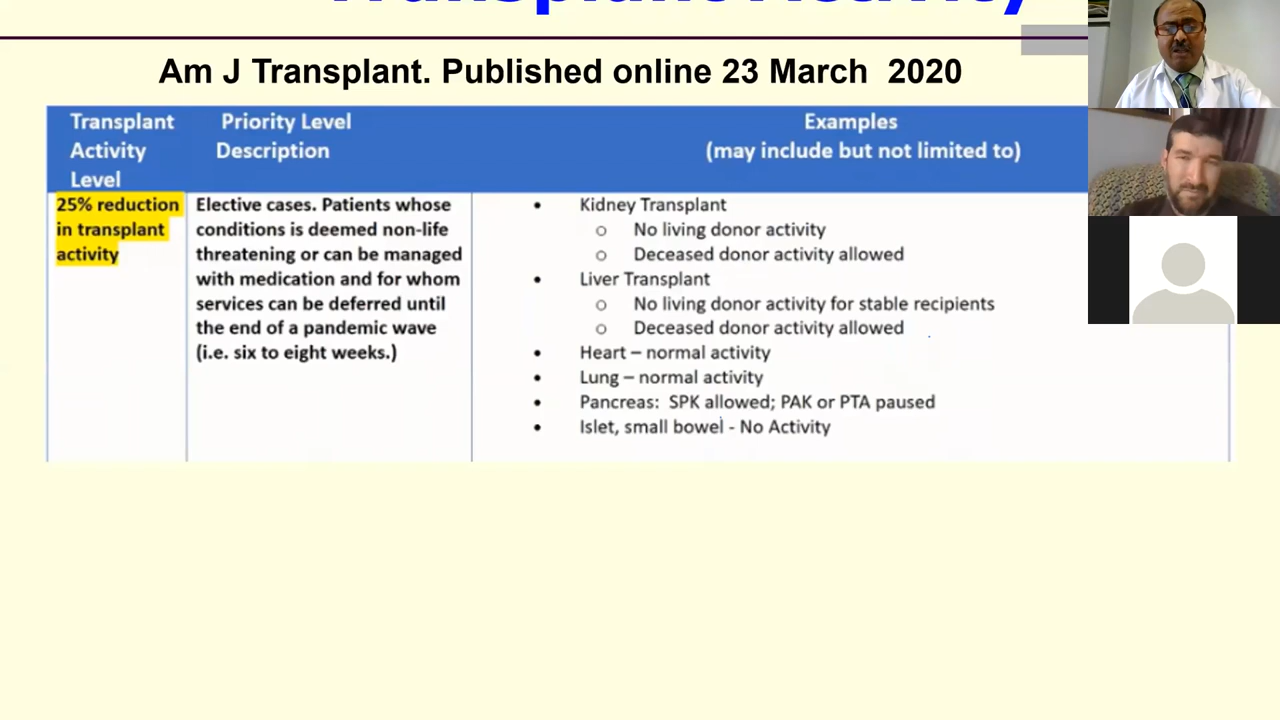 Transplant Activity
Am J Transplant. Published online 23 March 2020
Transplant Activity Level
Priority Level Description
Examples (may include but not limited to)
25% reduction in transplant activity
Elective cases. Patients whose
conditions is deemed non-life
threatening or can be managed
with medication and for whom
services can be deferred until
the end of a pandemic wave
(i.e. six to eight weeks.)
• Kidney Transplant
o No living donor activity
o Deceased donor activity allowed
• Liver Transplant
o No living donor activity for stable recipients
o Deceased donor activity allowed
• Heart – normal activity
• Lung – normal activity
• Pancreas: SPK allowed; PAK or PTA paused
• Islet, small bowel - No Activity